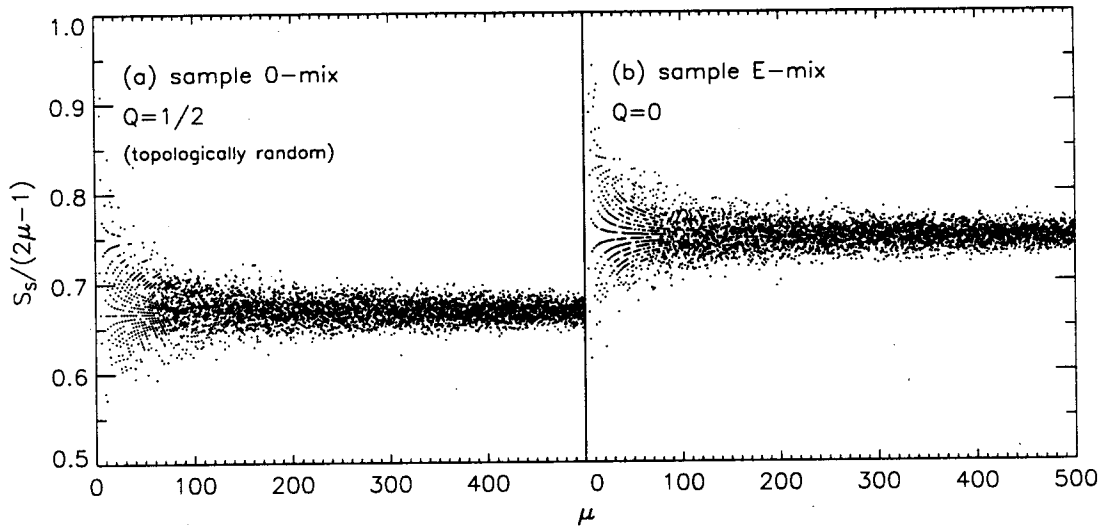 1.0
0.9
0.8
0.7
0.6
0.5
S_s/(2μ-1)
(a) sample O-mix
Q=1/2
(topologically random)
(b) sample E-mix
Q=0
0 100 200 300 400 0 100 200 300 400 500
μ